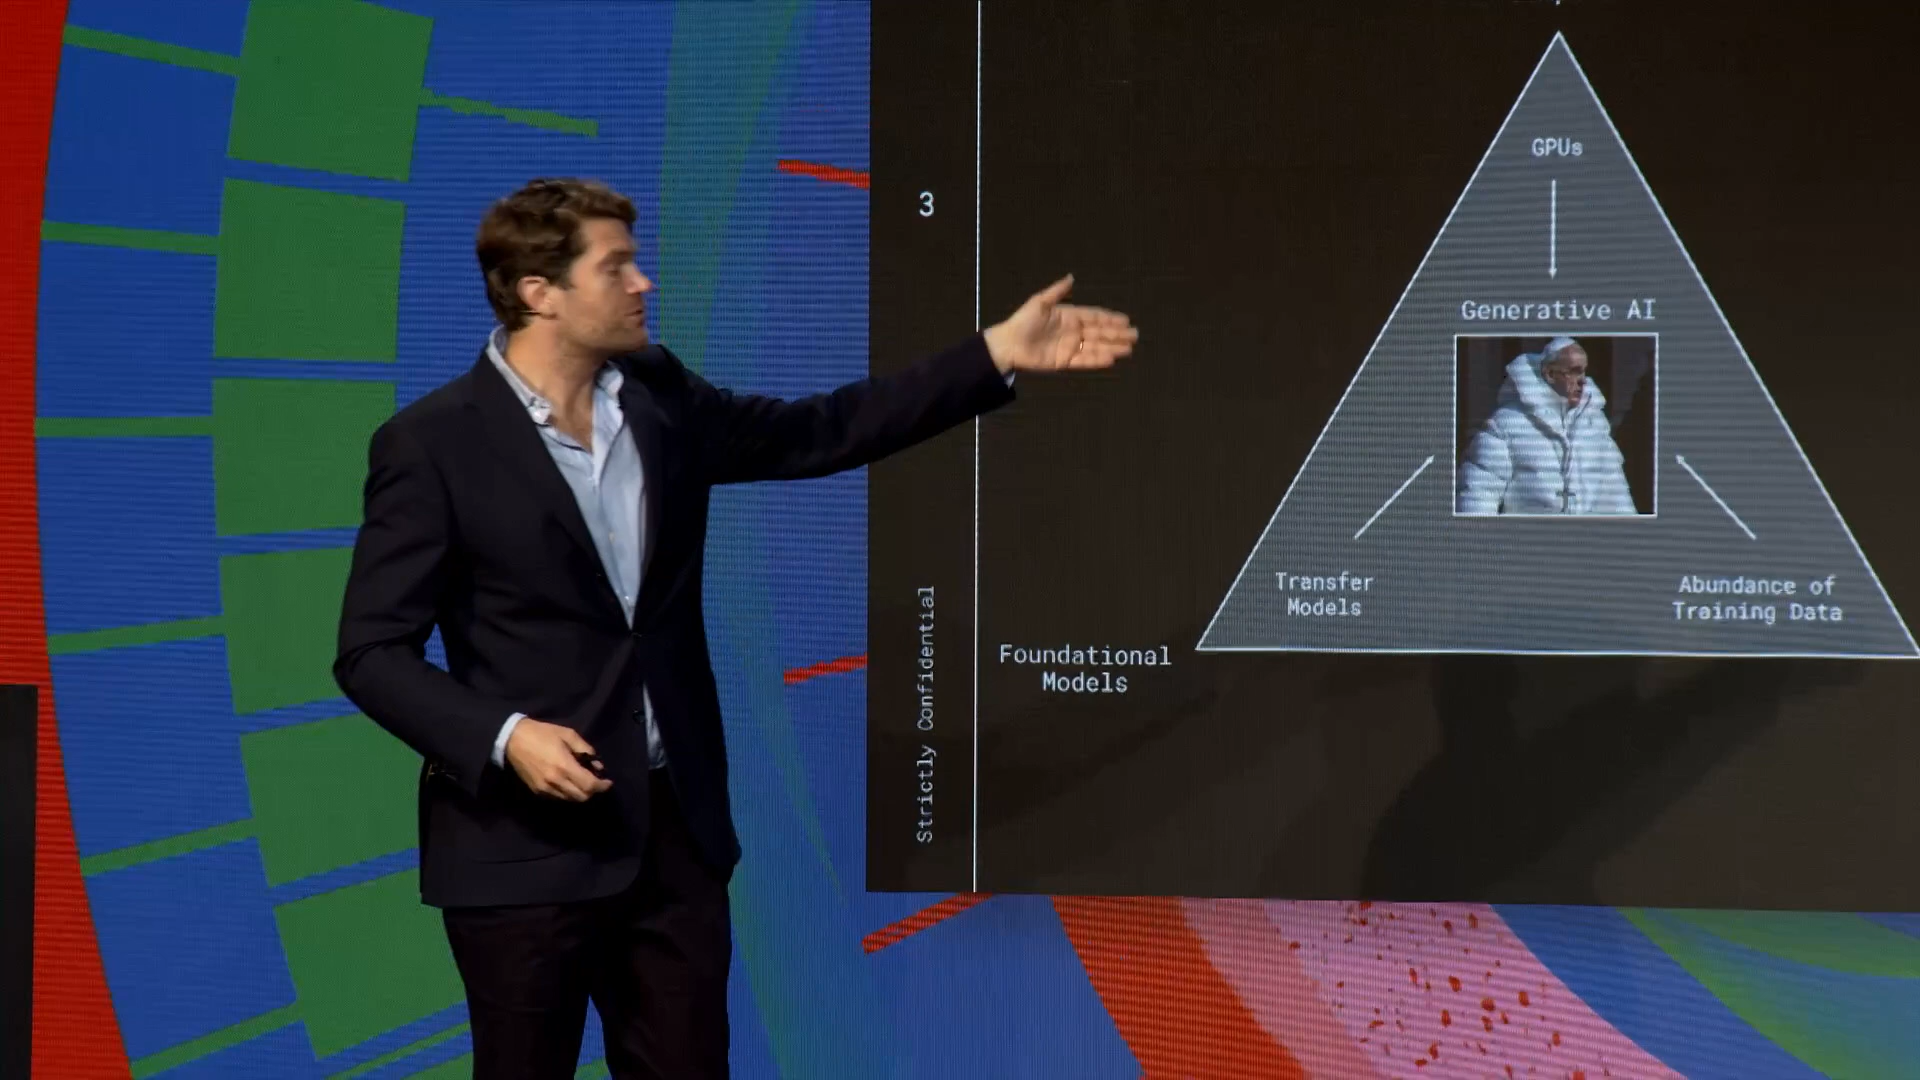 3
GPUs
Generative AI
Transfer
Models
Abundance of
Training Data
Foundational
Models
Strictly Confidential